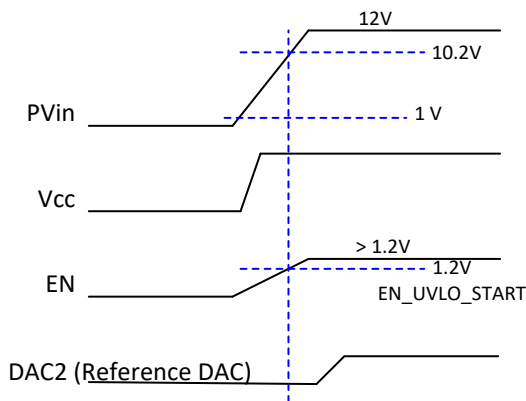 12V
10.2V
PVin
1 V
Vcc
> 1.2V
1.2V
EN
EN_UVLO_START
DAC2 (Reference DAC)